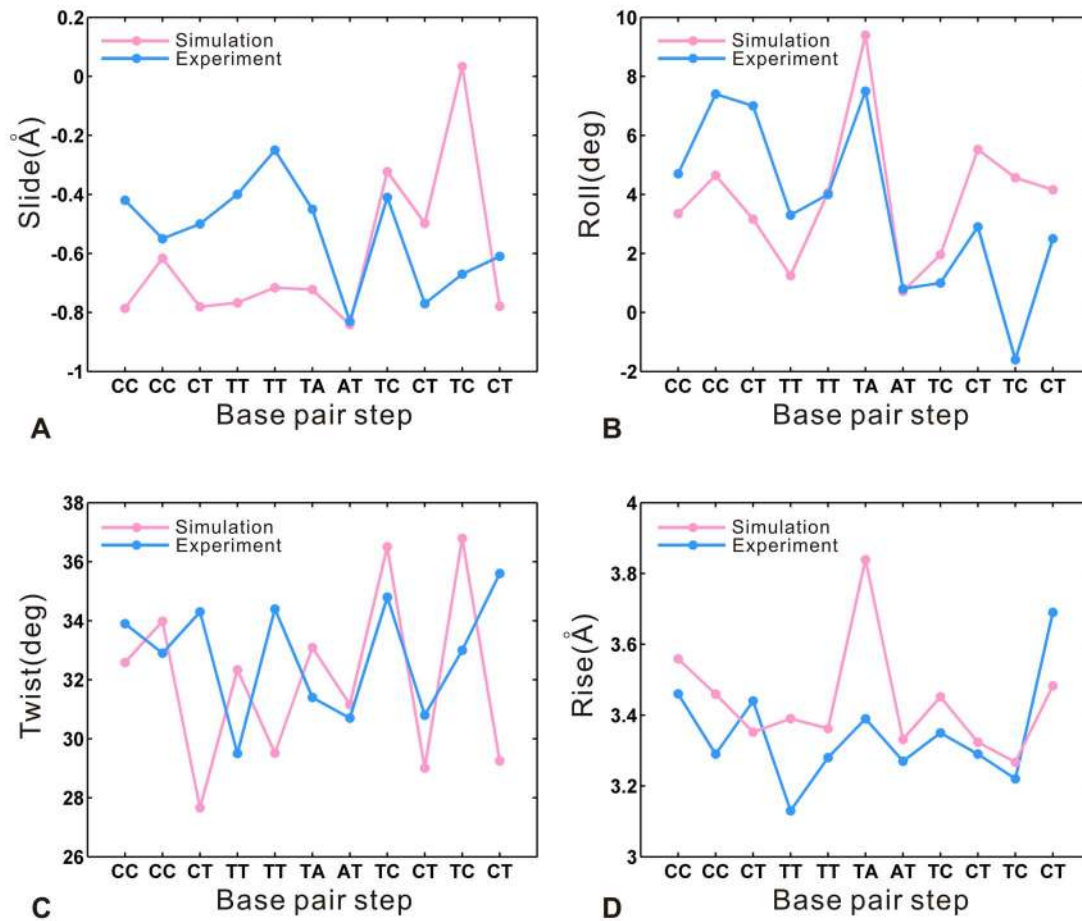 0.2
0
-0.2
-0.4
-0.6
-0.8
-1
Slide(Å)
Simulation
Experiment
CC CC CT TT TT TA AT TC CT TC CT
Base pair step
A
10
8
6
4
2
0
-2
Roll(deg)
Simulation
Experiment
CC CC CT TT TT TA AT TC CT TC CT
Base pair step
B
38
36
34
32
30
28
26
Twist(deg)
Simulation
Experiment
CC CC CT TT TT TA AT TC CT TC CT
Base pair step
C
4
3.8
3.6
3.4
3.2
3
Rise(Å)
Simulation
Experiment
CC CC CT TT TT TA AT TC CT TC CT
Base pair step
D